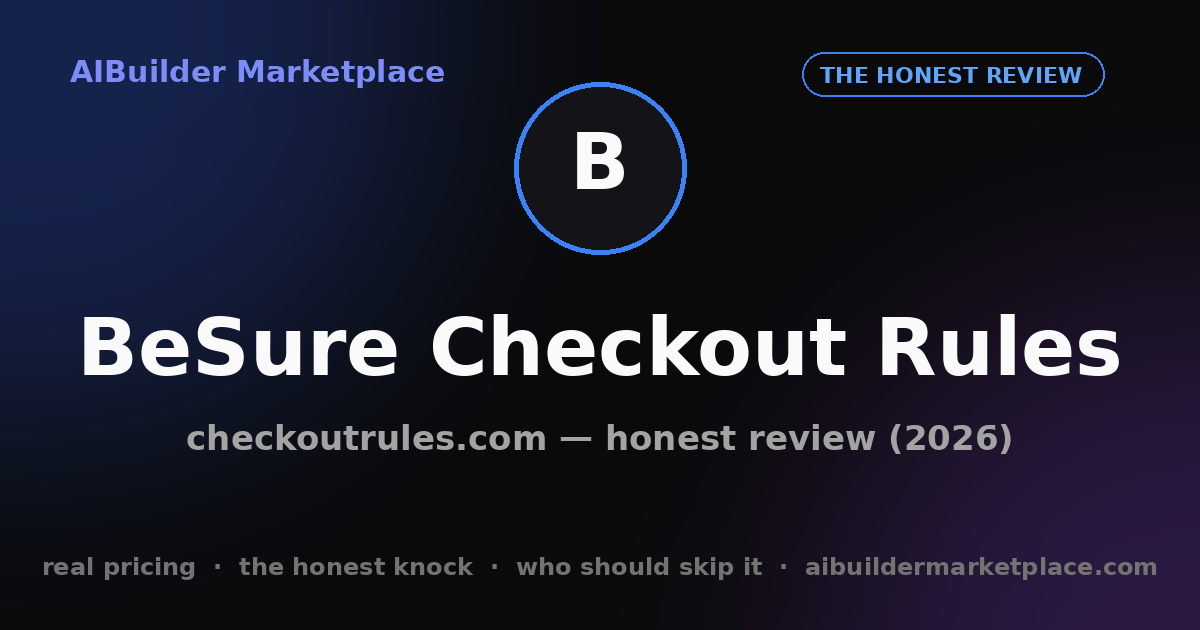 AIBuilder Marketplace
THE HONEST REVIEW
B
BeSure Checkout Rules
checkoutrules.com — honest review (2026)
real pricing · the honest knock · who should skip it · aibuildermarketplace.com